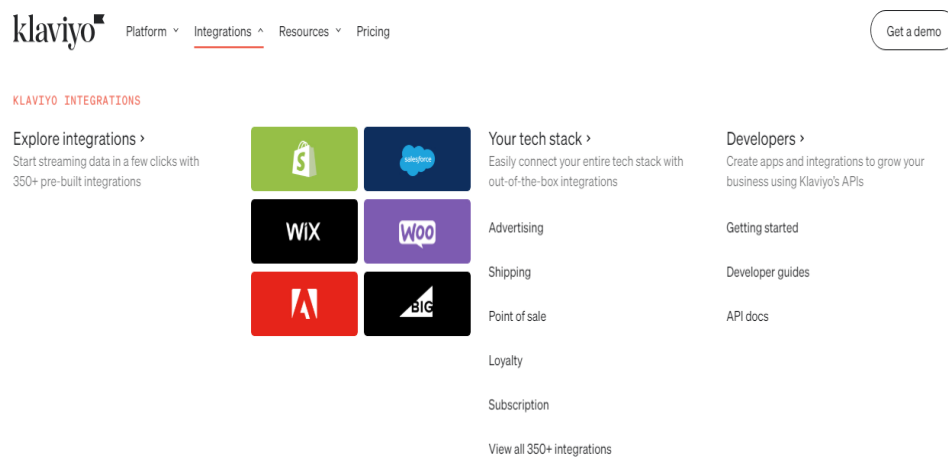 klaviyo
Platform Integrations Resources Pricing
Get a demo
KLAVIYO INTEGRATIONS
Explore integrations ›
Start streaming data in a few clicks with
350+ pre-built integrations
salesforce
WiX
Woo
BIG
Your tech stack ›
Easily connect your entire tech stack with
out-of-the-box integrations
Advertising
Shipping
Point of sale
Loyalty
Subscription
View all 350+ integrations
Developers ›
Create apps and integrations to grow your
business using Klaviyo's APIs
Getting started
Developer guides
API docs